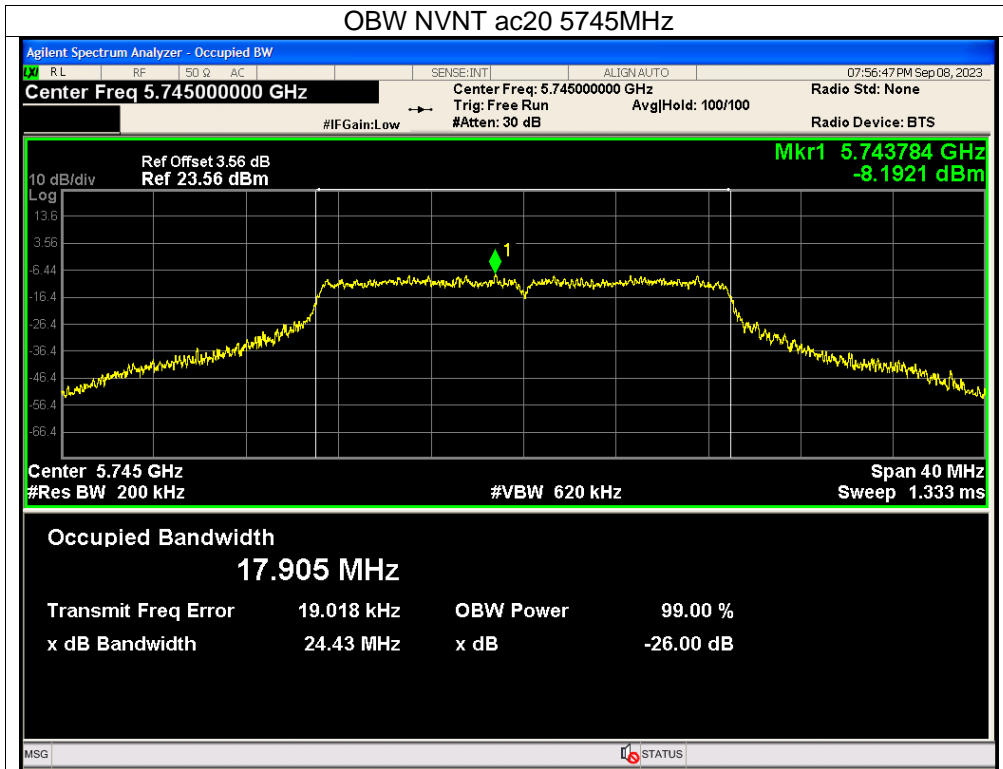 OBW NVNT ac20 5745MHz
Agilent Spectrum Analyzer - Occupied BW
LXI RL RF 50 Ω AC SENSE:INT ALIGN AUTO 07:56:47 PM Sep 08, 2023
Center Freq 5.745000000 GHz
Center Freq: 5.745000000 GHz
Radio Std: None
Trig: Free Run Avg|Hold: 100/100
#IFGain:Low #Atten: 30 dB Radio Device: BTS
Mkr1 5.743784 GHz
-8.1921 dBm
Ref Offset 3.56 dB
10 dB/div Ref 23.56 dBm
Log
13.6
3.56
1
-6.44
-16.4
-26.4
-36.4
-46.4
-56.4
-66.4
Center 5.745 GHz Span 40 MHz
#Res BW 200 kHz #VBW 620 kHz Sweep 1.333 ms
Occupied Bandwidth
17.905 MHz
Transmit Freq Error 19.018 kHz OBW Power 99.00 %
x dB Bandwidth 24.43 MHz x dB -26.00 dB
MSG STATUS